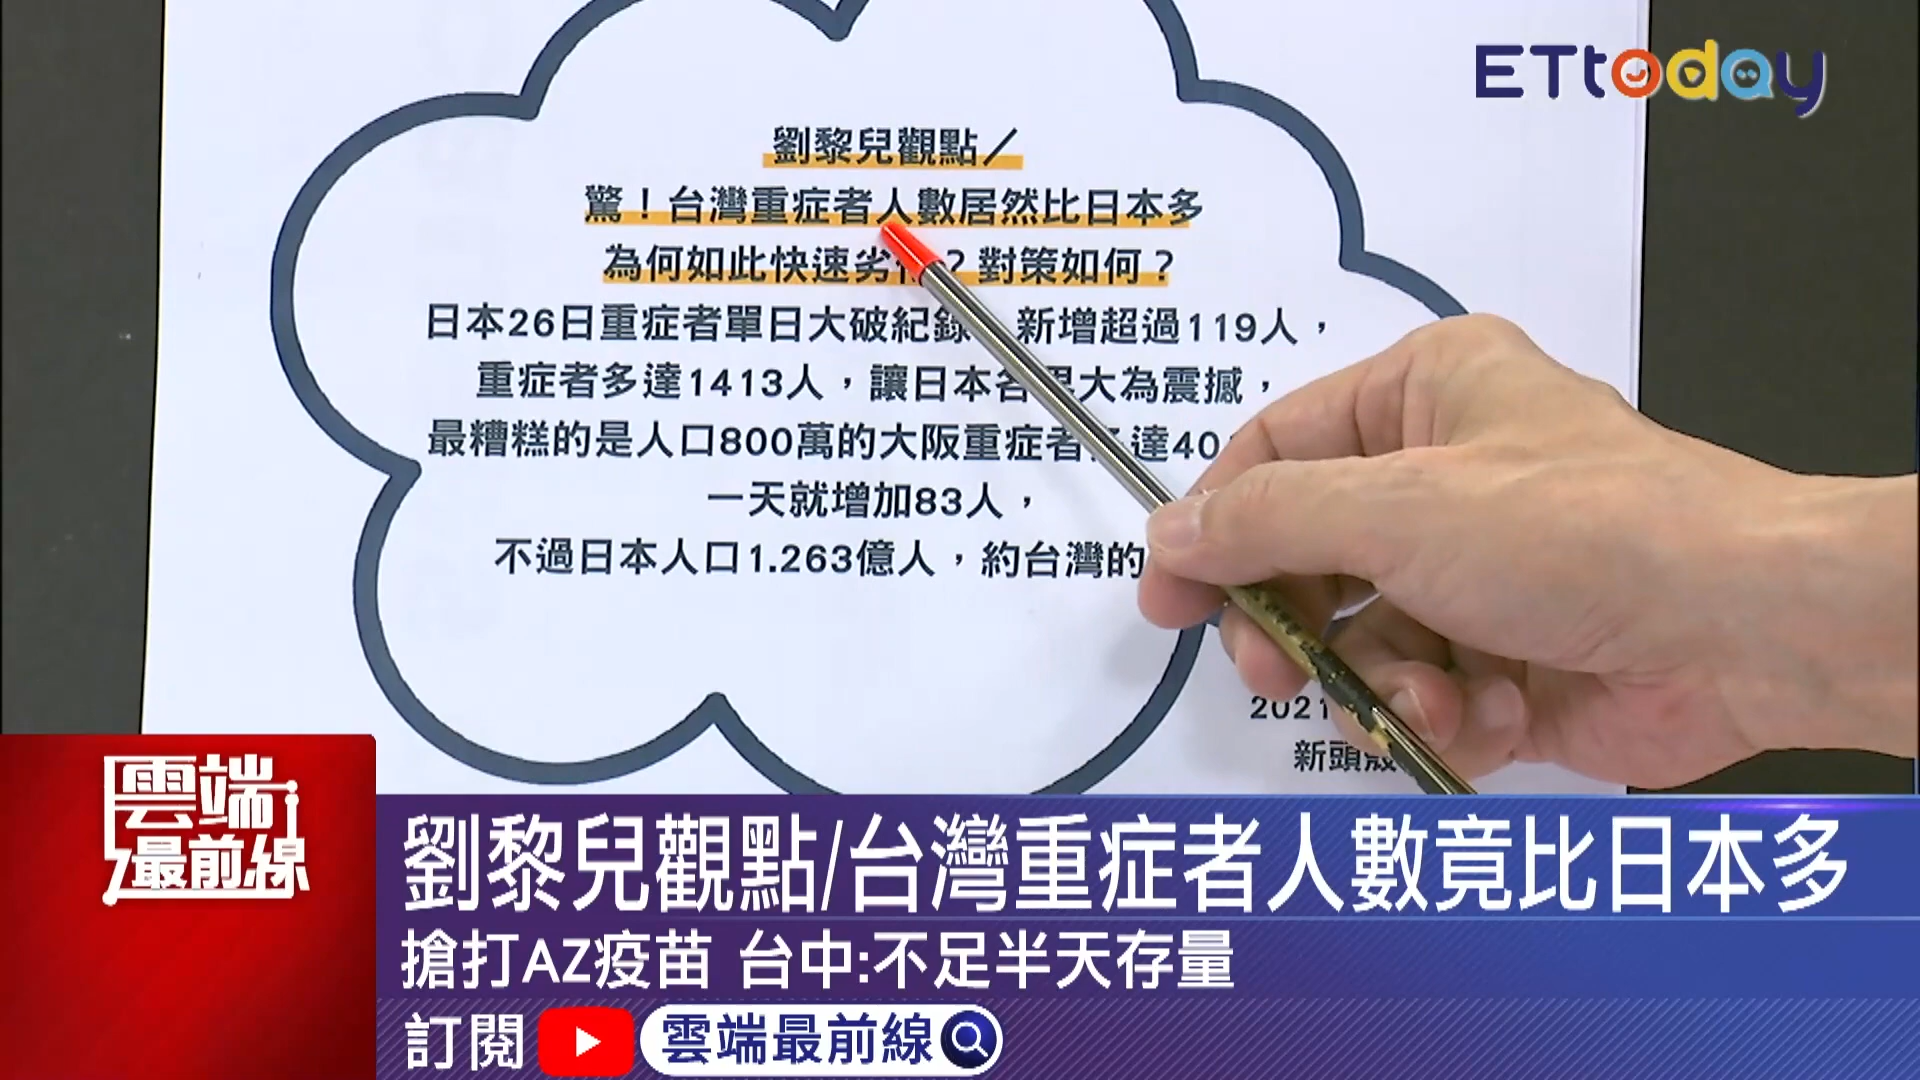 ETtoday
劉黎兒觀點／
驚！台灣重症者人數居然比日本多
為何如此快速劣？對策如何？
日本26日重症者單日大破紀錄 新增超過119人，
重症者多達1413人，讓日本各界大為震撼，
最糟糕的是人口800萬的大阪重症者 達40
一天就增加83人，
不過日本人口1.263億人，約台灣的
2021
新頭殼
雲端
最前線
劉黎兒觀點/台灣重症者人數竟比日本多
搶打AZ疫苗 台中:不足半天存量
訂閱 雲端最前線